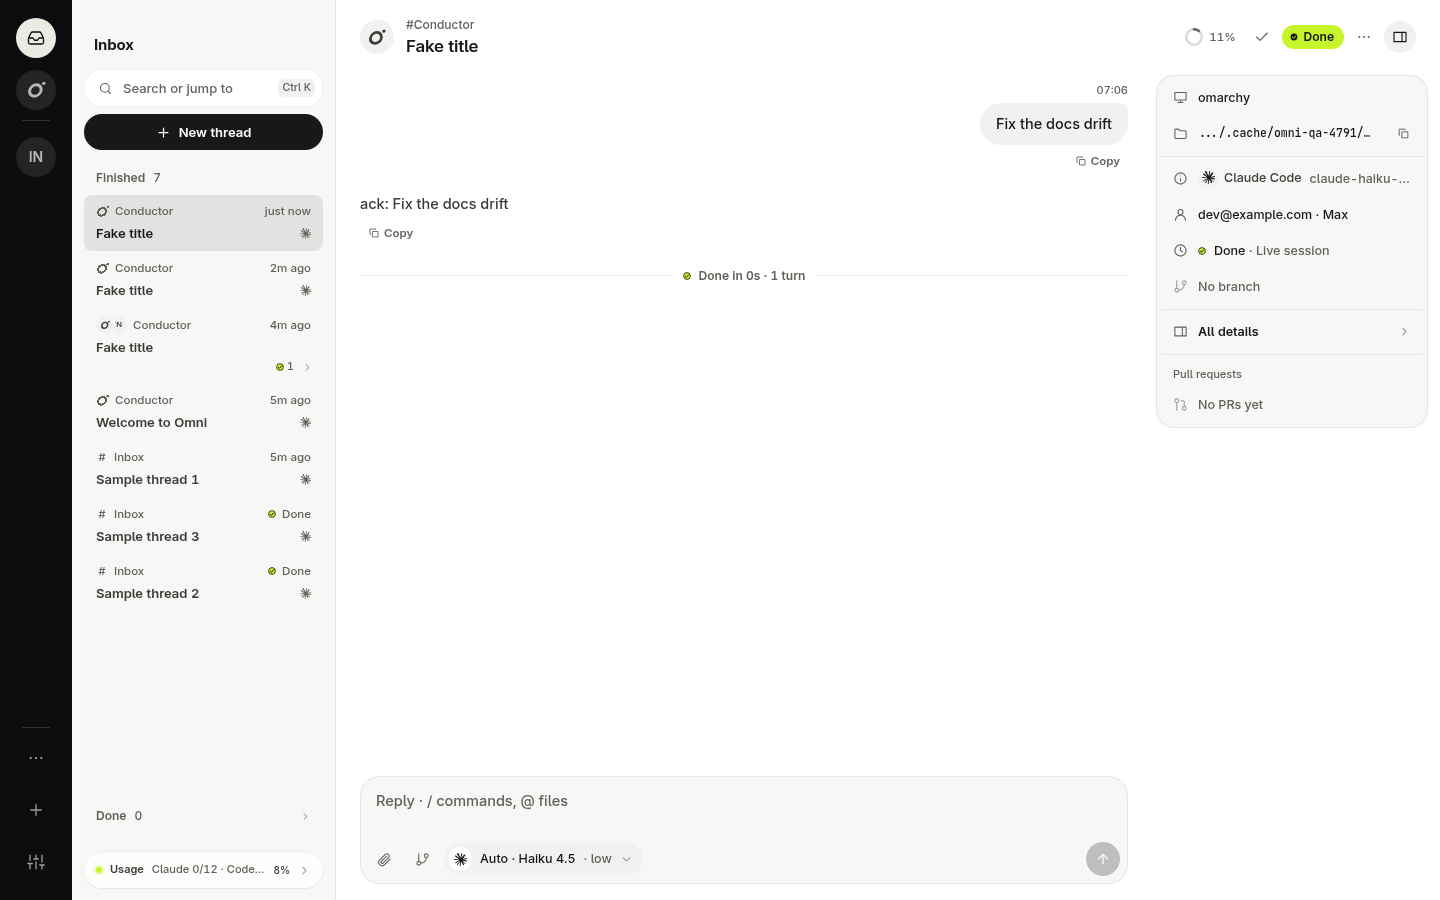 IN
Inbox
Search or jump to Ctrl K
New thread
Finished 7
Conductor just now
Fake title
Conductor 2m ago
Fake title
N Conductor 4m ago
Fake title
1
Conductor 5m ago
Welcome to Omni
# Inbox 5m ago
Sample thread 1
# Inbox Done
Sample thread 3
# Inbox Done
Sample thread 2
Done 0
Usage Claude 0/12 · Code... 8%
#Conductor
Fake title
11% Done
07:06
Fix the docs drift
Copy
ack: Fix the docs drift
Copy
Done in 0s · 1 turn
Reply · / commands, @ files
Auto · Haiku 4.5 · low
omarchy
.../.cache/omni-qa-4791/…
Claude Code claude-haiku-...
dev@example.com · Max
Done · Live session
No branch
All details
Pull requests
No PRs yet